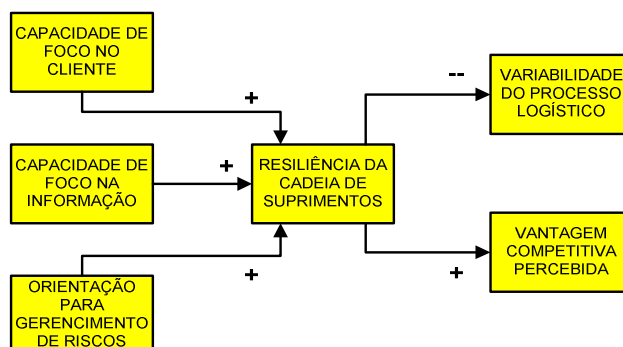 CAPACIDADE DE
FOCO NO
CLIENTE
+
--
VARIABILIDADE
DO PROCESSO
LOGÍSTICO
CAPACIDADE DE
FOCO NA
INFORMAÇÃO
+
RESILIÊNCIA DA
CADEIA DE
SUPRIMENTOS
ORIENTAÇÃO
PARA
GERENCIMENTO
DE RISCOS
+
+
VANTAGEM
COMPETITIVA
PERCEBIDA